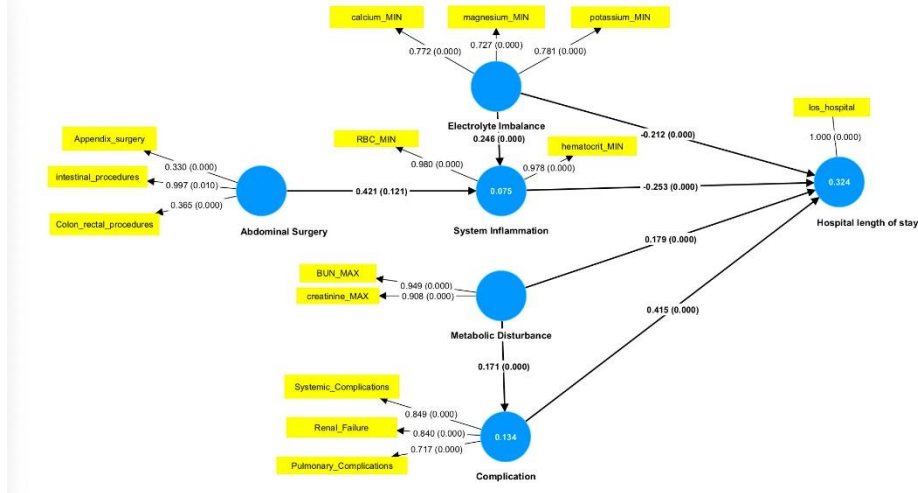 calcium_MIN
magnesium_MIN
potassium_MIN
0.772 (0.000)
0.727 (0.000)
0.781 (0.000)
Electrolyte Imbalance
0.246 (0.000)
-0.212 (0.000)
los_hospital
1.000 (0.000)
Appendix_surgery
0.330 (0.000)
intestinal_procedures
0.997 (0.010)
0.365 (0.000)
Colon_rectal_procedures
Abdominal Surgery
0.421 (0.121)
RBC_MIN
0.980 (0.000)
hematocrit_MIN
0.978 (0.000)
0.075
System Inflammation
-0.253 (0.000)
0.324
Hospital length of stay
0.179 (0.000)
BUN_MAX
0.949 (0.000)
creatinine_MAX
0.908 (0.000)
Metabolic Disturbance
0.415 (0.000)
0.171 (0.000)
Systemic_Complications
0.849 (0.000)
Renal_Failure
0.840 (0.000)
0.717 (0.000)
Pulmonary_Complications
0.134
Complication